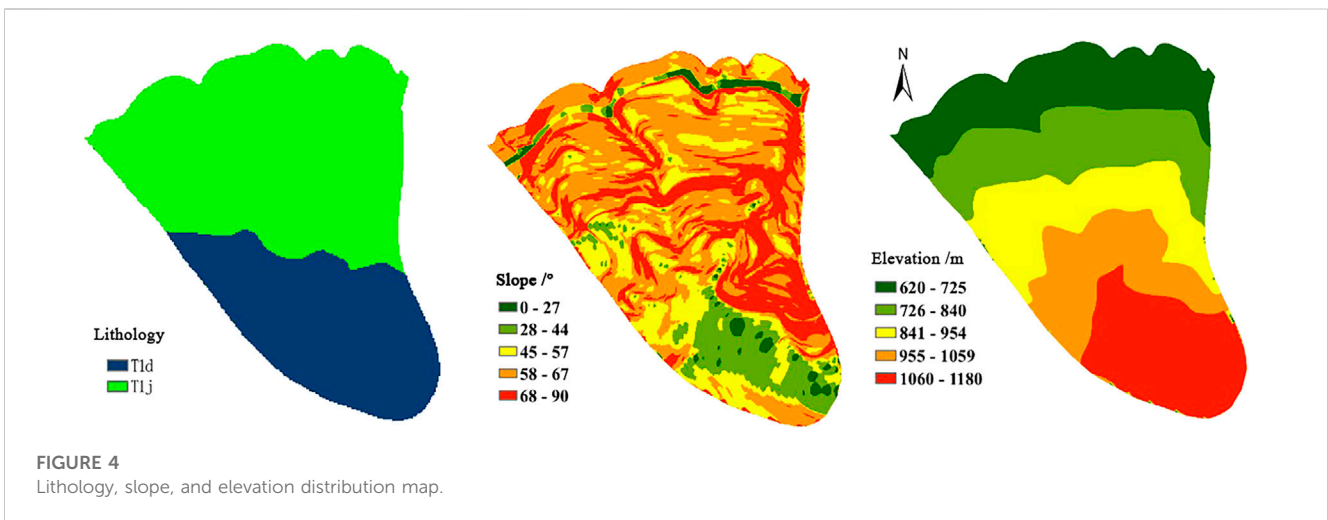 Lithology
T1d
T1j
Slope /°
0 - 27
28 - 44
45 - 57
58 - 67
68 - 90
N
Elevation /m
620 - 725
726 - 840
841 - 954
955 - 1059
1060 - 1180
FIGURE 4
Lithology, slope, and elevation distribution map.